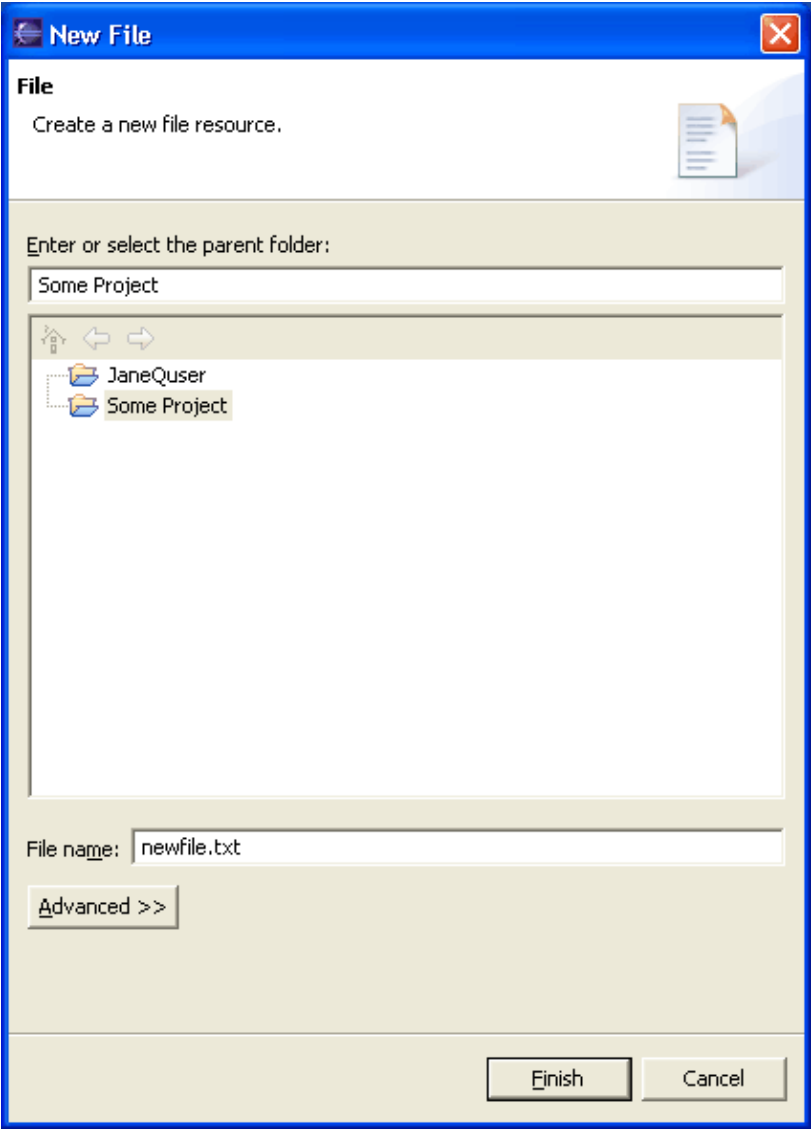 New File
File
Create a new file resource.
Enter or select the parent folder:
Some Project
JaneQuser
Some Project
File name: newfile.txt
Advanced >>
Finish Cancel